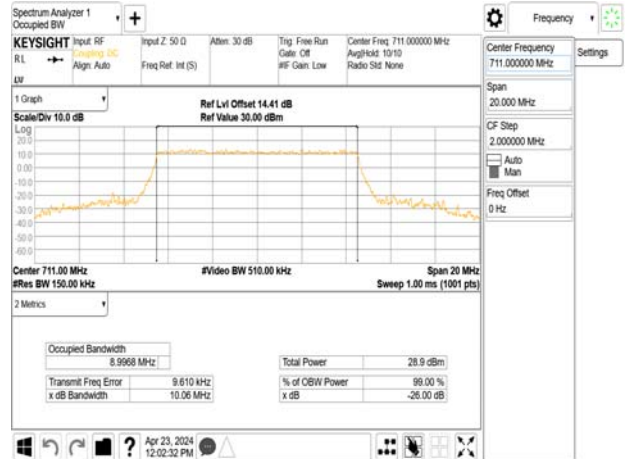 Spectrum Analyzer 1
Occupied BW
Frequency
KEYSIGHT
RL
Input: RF
Coupling: DC
Align: Auto
Input Z: 50 Ω
Freq Ref: Int (S)
Atten: 30 dB
Trig: Free Run
Gate: Off
#IF Gain: Low
Center Freq: 711.000000 MHz
Avg|Hold: 10/10
Radio Std: None
Center Frequency
711.000000 MHz
Settings
Span
20.000 MHz
CF Step
2.000000 MHz
Auto
Man
Freq Offset
0 Hz
1 Graph
Scale/Div 10.0 dB
Ref Lvl Offset 14.41 dB
Ref Value 30.00 dBm
Log
20.0
10.0
0.00
-10.0
-20.0
-30.0
-40.0
-50.0
-60.0
Center 711.00 MHz
#Res BW 150.00 kHz
#Video BW 510.00 kHz
Span 20 MHz
Sweep 1.00 ms (1001 pts)
2 Metrics
Occupied Bandwidth
8.9968 MHz
Transmit Freq Error 9.610 kHz
x dB Bandwidth 10.06 MHz
Total Power 28.9 dBm
% of OBW Power 99.00 %
x dB -26.00 dB
Apr 23, 2024
12:02:32 PM